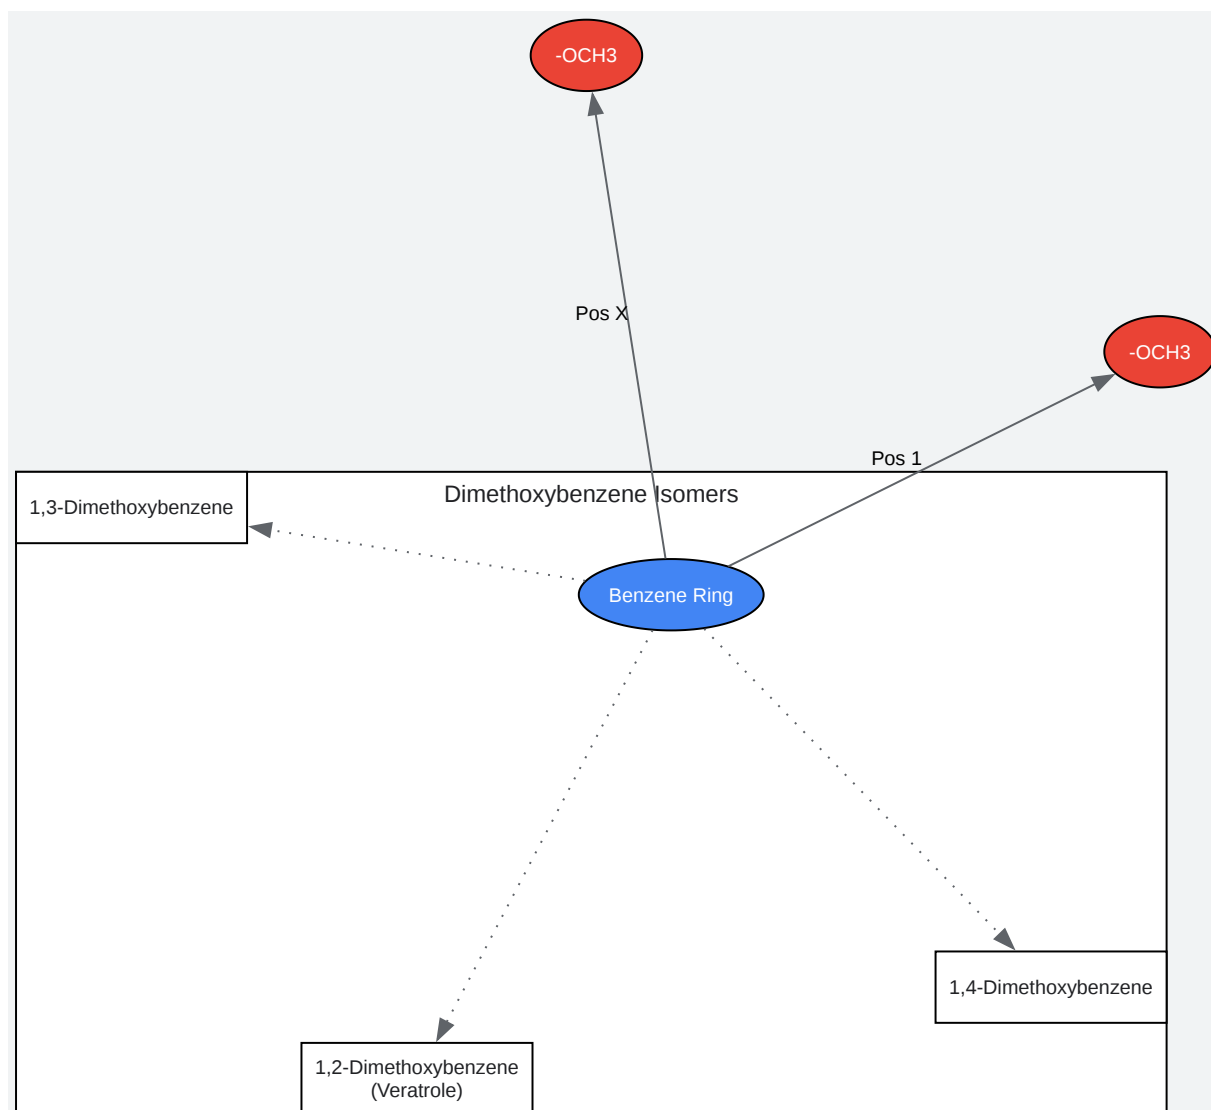 -OCH3
Pos X
-OCH3
Pos 1
Dimethoxybenzene Isomers
1,3-Dimethoxybenzene
Benzene Ring
1,4-Dimethoxybenzene
1,2-Dimethoxybenzene
(Veratrole)